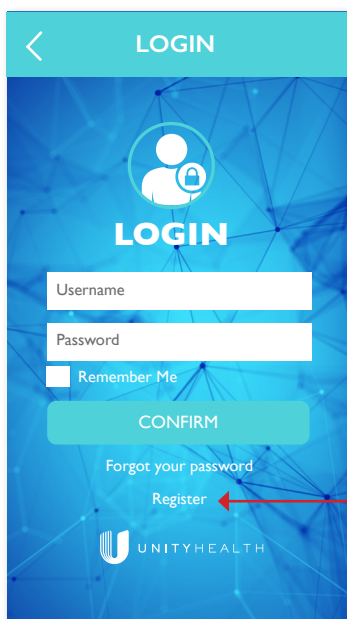 LOGIN
LOGIN
Username
Password
Remember Me
CONFIRM
Forgot your password
Register
UNITYHEALTH